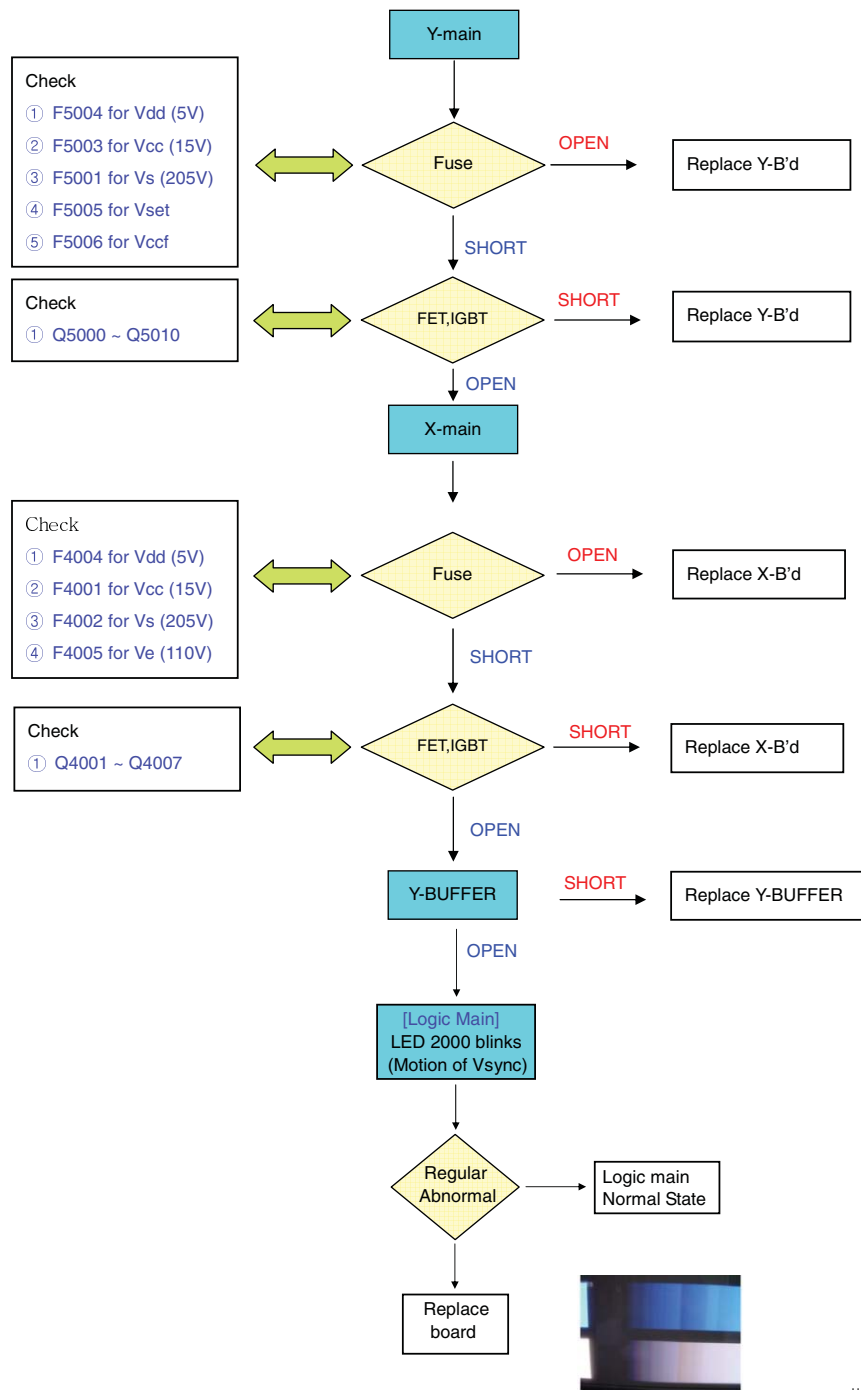 Y-main
Check
① F5004 for Vdd (5V)
② F5003 for Vcc (15V)
③ F5001 for Vs (205V)
④ F5005 for Vset
⑤ F5006 for Vccf
Fuse
OPEN
Replace Y-B'd
SHORT
Check
① Q5000 ~ Q5010
FET,IGBT
SHORT
Replace Y-B'd
OPEN
X-main
Check
① F4004 for Vdd (5V)
② F4001 for Vcc (15V)
③ F4002 for Vs (205V)
④ F4005 for Ve (110V)
Fuse
OPEN
Replace X-B'd
SHORT
Check
① Q4001 ~ Q4007
FET,IGBT
SHORT
Replace X-B'd
OPEN
Y-BUFFER
SHORT
Replace Y-BUFFER
OPEN
[Logic Main]
LED 2000 blinks
(Motion of Vsync)
Regular
Abnormal
Logic main
Normal State
Replace
board